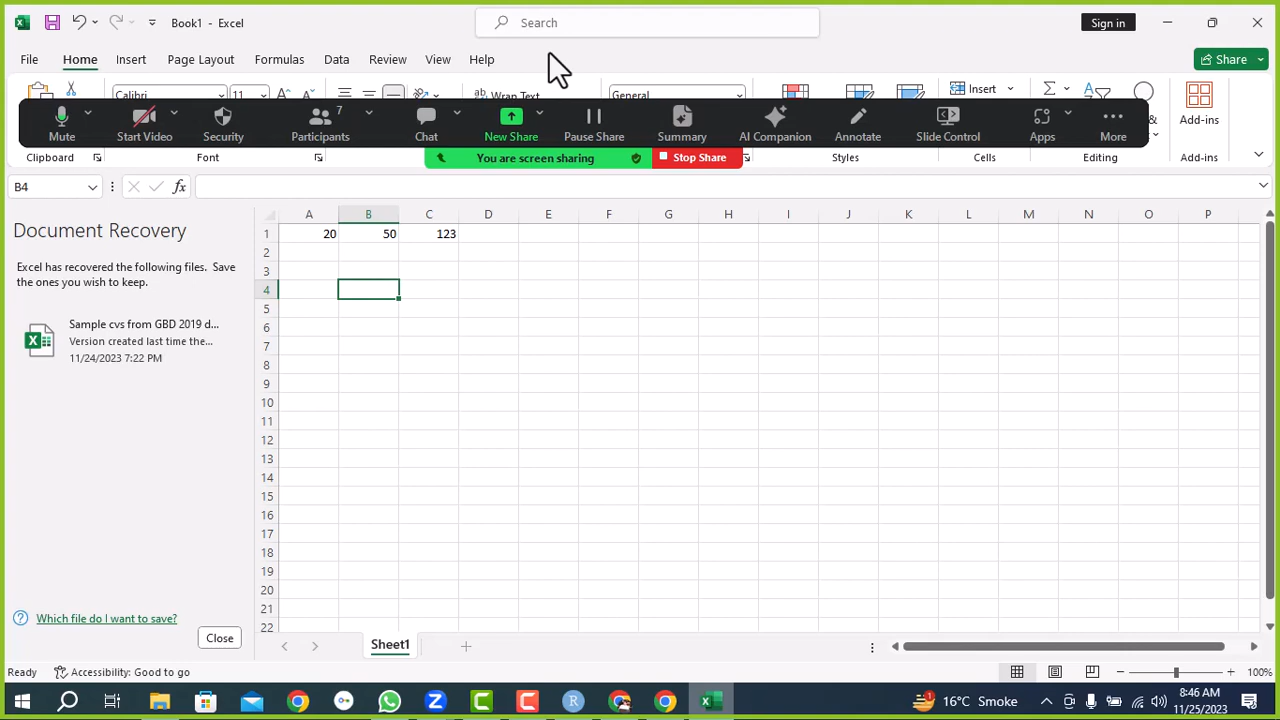 Book1 - Excel
Search
Sign in
File Home Insert Page Layout Formulas Data Review View Help
Share
Calibri 11 ab Wrap Text General Insert Σ
Mute Start Video Security Participants 7 Chat New Share Pause Share Summary AI Companion Annotate Slide Control Apps More
Add-ins
Clipboard Font Styles Cells Editing Add-ins
You are screen sharing Stop Share
B4 fx
A B C D E F G H I J K L M N O P
1 20 50 123
2
3
4
5
6
7
8
9
10
11
12
13
14
15
16
17
18
19
20
21
22
Document Recovery
Excel has recovered the following files. Save
the ones you wish to keep.
Sample cvs from GBD 2019 d...
Version created last time the...
11/24/2023 7:22 PM
Which file do I want to save?
Close
Sheet1
Ready Accessibility: Good to go 100%
1 16°C Smoke
8:46 AM
11/25/2023